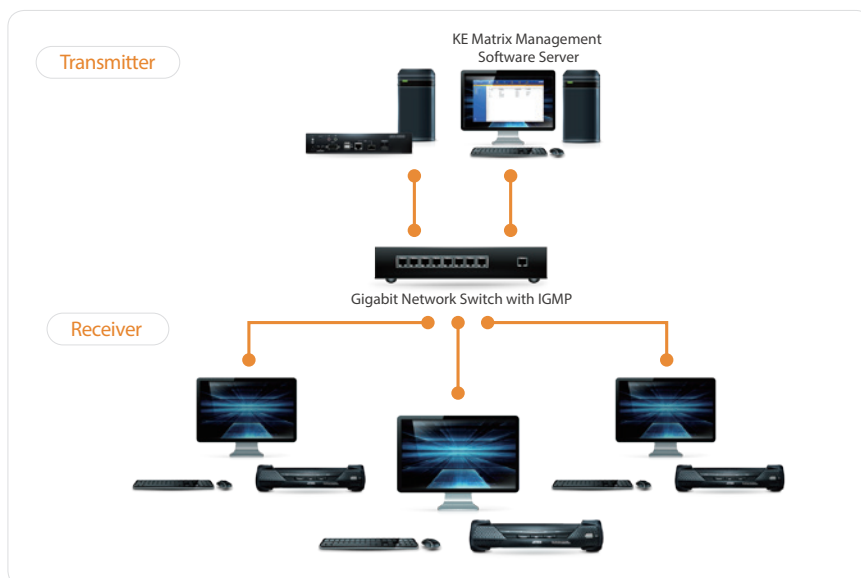 KE Matrix Management
Software Server
Transmitter
Gigabit Network Switch with IGMP
Receiver